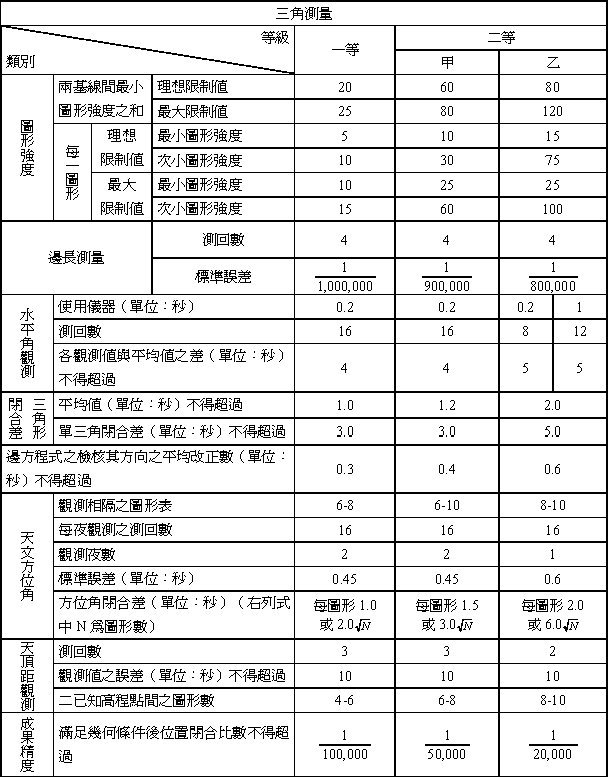 三角測量
等級
類別
一等
二等
甲
乙
圖形強度
兩基線間最小
圖形強度之和
理想限制值 20 60 80
最大限制值 25 80 120
每一圖形
理想
限制值
最小圖形強度 5 10 15
次小圖形強度 10 30 75
最大
限制值
最小圖形強度 10 25 25
次小圖形強度 15 60 100
邊長測量
測回數 4 4 4
標準誤差 1/1,000,000 1/900,000 1/800,000
水平角觀測
使用儀器(單位:秒) 0.2 0.2 0.2 1
測回數 16 16 8 12
各觀測值與平均值之差(單位:秒)
不得超過 4 4 5 5
三角形閉合差
平均值(單位:秒)不得超過 1.0 1.2 2.0
單三角閉合差(單位:秒)不得超過 3.0 3.0 5.0
邊方程式之檢核其方向之平均改正數(單位:
秒)不得超過 0.3 0.4 0.6
天文方位角
觀測相隔之圖形表 6-8 6-10 8-10
每夜觀測之測回數 16 16 16
觀測夜數 2 2 1
標準誤差(單位:秒) 0.45 0.45 0.6
方位角閉合差(單位:秒)(右列式
中 N 為圖形數)
每圖形 1.0
或 2.0√N
每圖形 1.5
或 3.0√N
每圖形 2.0
或 6.0√N
天頂距觀測
測回數 3 3 2
觀測值之誤差(單位:秒)不得超過 10 10 10
二已知高程點間之圖形數 4-6 6-8 8-10
成果精度
滿足幾何條件後位置閉合比數不得超
過 1/100,000 1/50,000 1/20,000